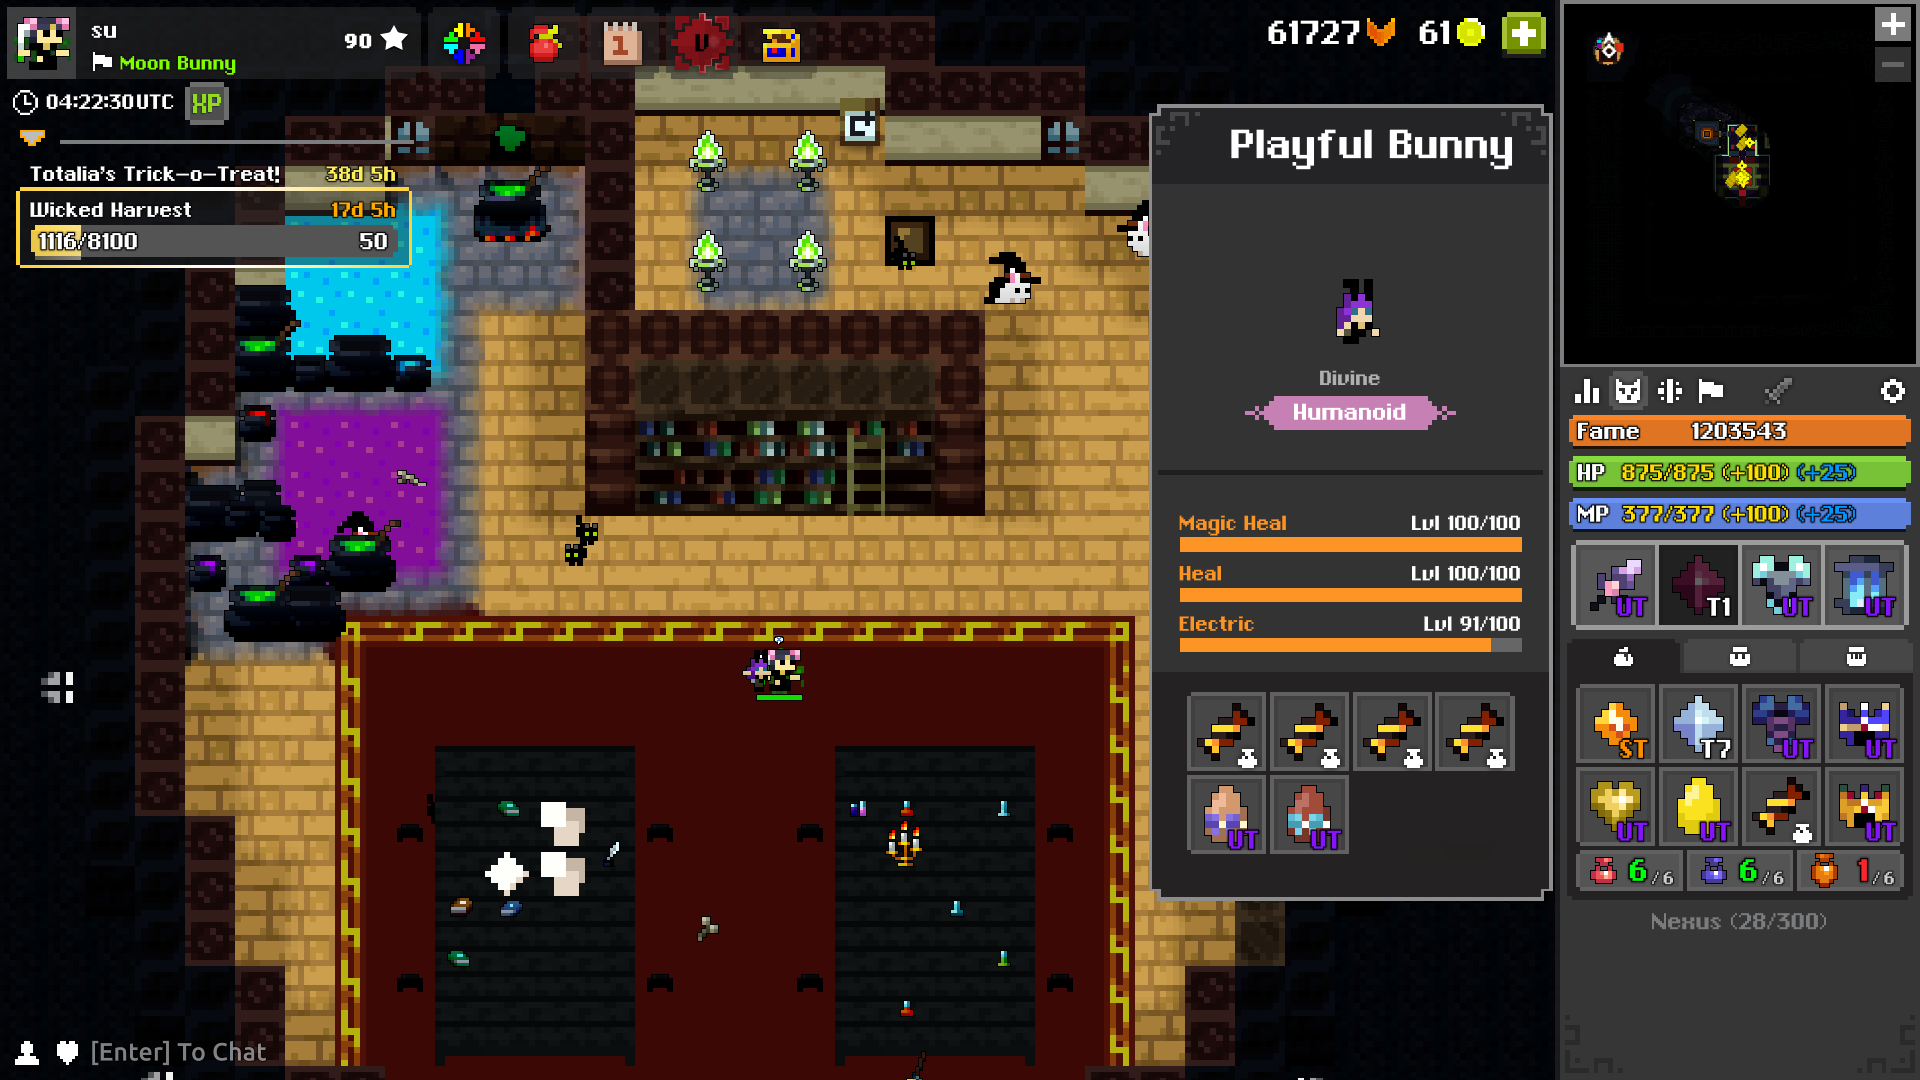 su
90
Moon Bunny
04:22:30UTC
XP
Totalia's Trick-o-Treat! 38d 5h
Wicked Harvest 17d 5h
1116/8100 50
1
61727
61
Playful Bunny
Divine
Humanoid
Magic Heal Lvl 100/100
Heal Lvl 100/100
Electric Lvl 91/100
UT UT
Fame 1203543
HP 875/875 (+100) (+25)
MP 377/377 (+100) (+25)
UT T1 UT UT
ST T7 UT UT
UT UT UT
6/6 6/6 1/6
Nexus (28/300)
[Enter] To Chat